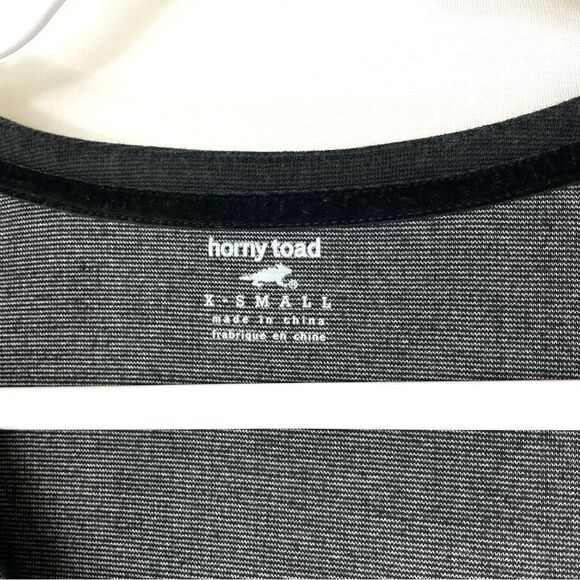 horny toad
®
X-SMALL
made in china
frabrique en chine